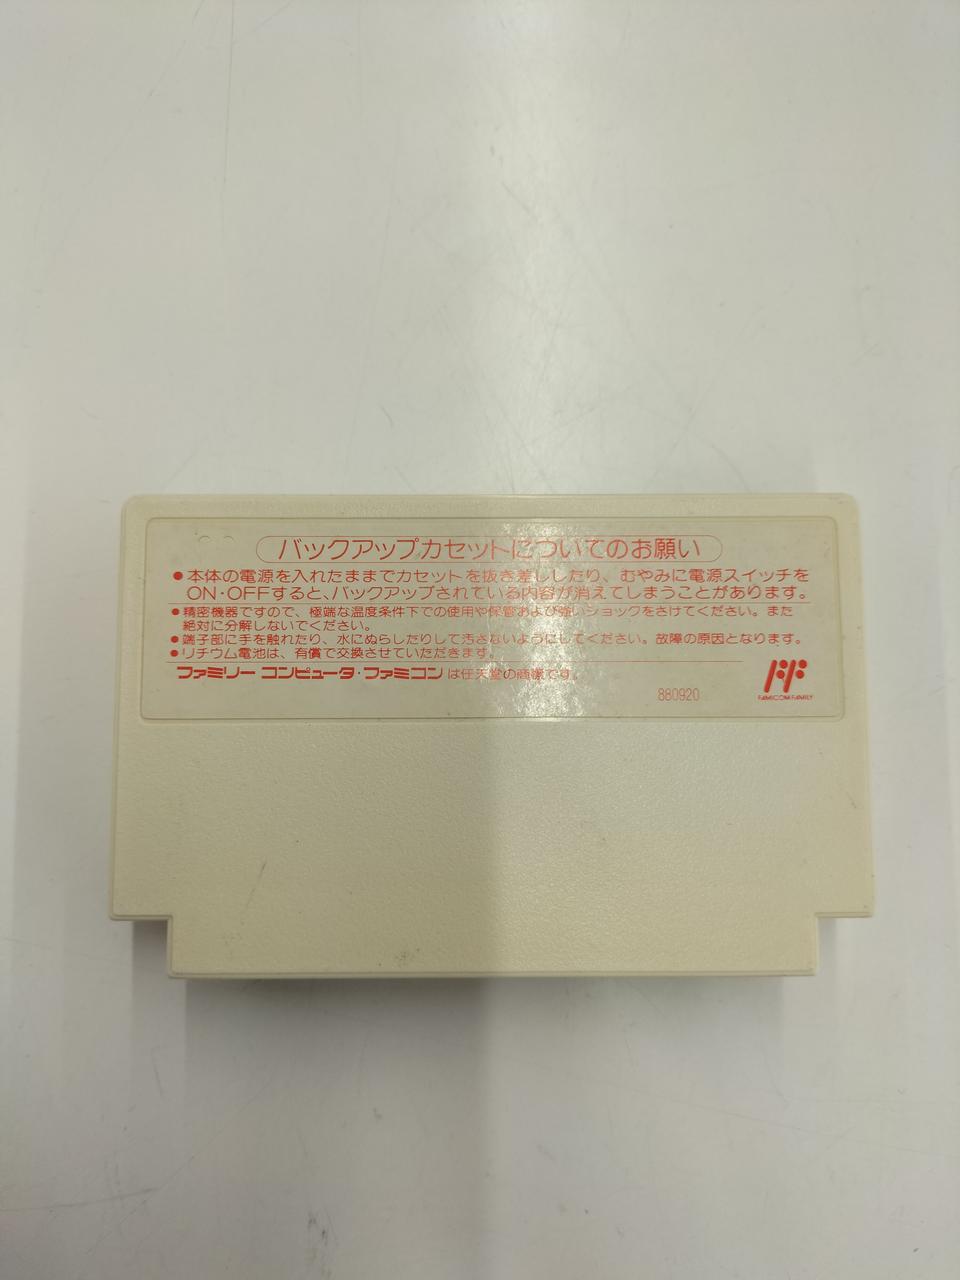 バックアップカセットについてのお願い
●本体の電源を入れたままでカセットを抜き差ししたり、むやみに電源スイッチを
ON・OFFすると、バックアップされている内容が消えてしまうことがあります。
●精密機器ですので、極端な温度条件下での使用や保管および強いショックをさけてください。また
絶対に分解しないでください。
●端子部に手を触れたり、水にぬらしたりして汚さないようにしてください。故障の原因となります。
●リチウム電池は、有償で交換させていただきます。
ファミリー コンピュータ・ファミコン は任天堂の商標です。
880920
FAMICOM FAMILY